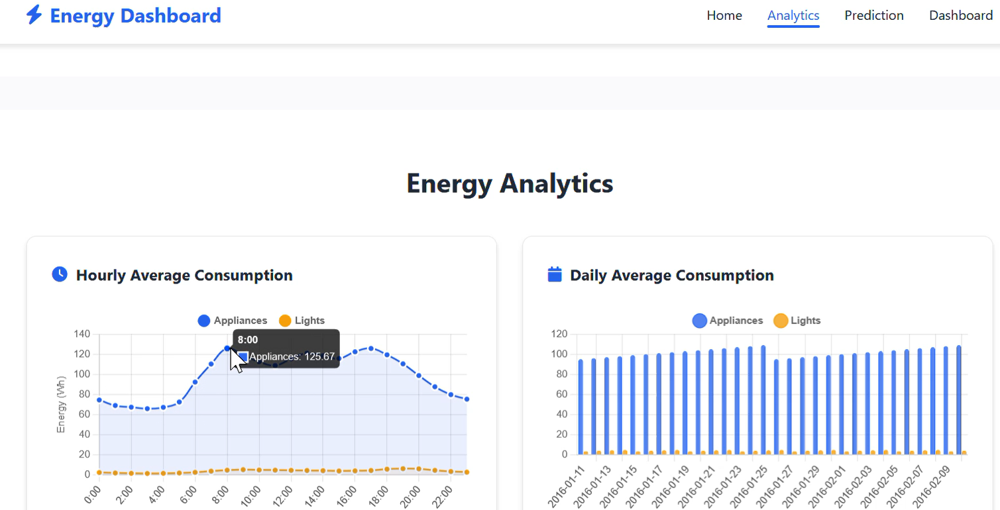 Energy Dashboard
Home Analytics Prediction Dashboard
Energy Analytics
Hourly Average Consumption
Appliances Lights
8:00
Appliances: 125.67
140
120
100
80
60
40
20
0
Energy (Wh)
0:00 2:00 4:00 6:00 8:00 10:00 12:00 14:00 16:00 18:00 20:00 22:00
Daily Average Consumption
Appliances Lights
120
100
80
60
40
20
0
2016-01-11 2016-01-13 2016-01-15 2016-01-17 2016-01-19 2016-01-21 2016-01-23 2016-01-25 2016-01-27 2016-01-29 2016-02-01 2016-02-03 2016-02-05 2016-02-07 2016-02-09